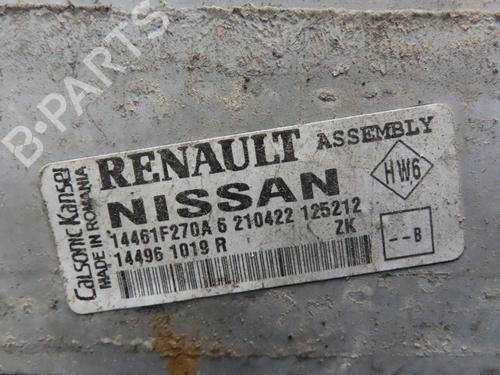 B-PARTS
Calsonic Kansei
MADE IN ROMANIA
RENAULT ASSEMBLY
NISSAN
HW6
14461F270A 6 210422 125212
14496 1019 R ZK
--B